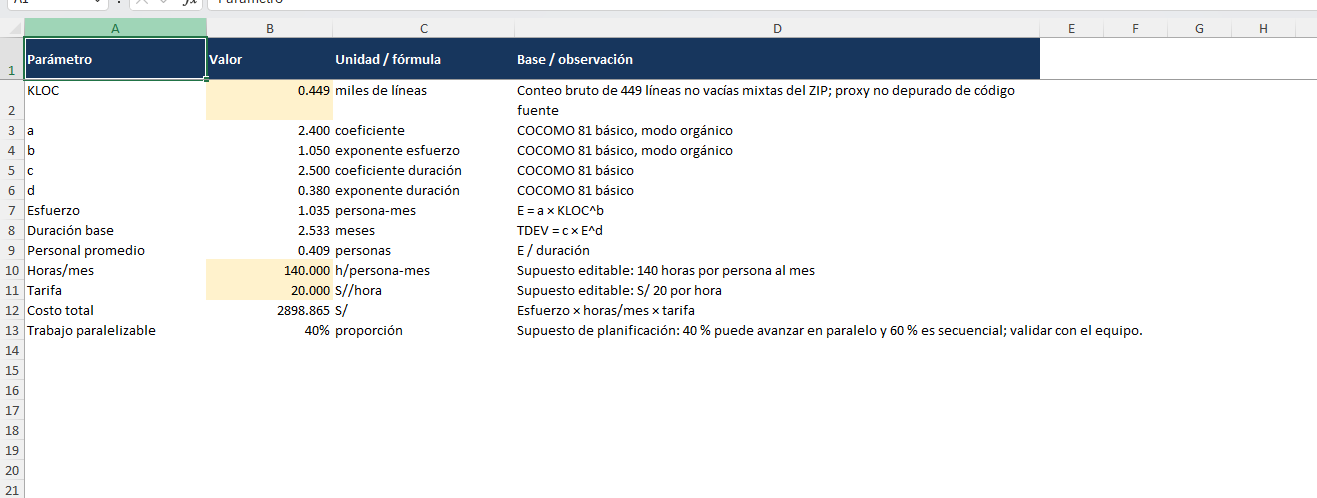 A B C D E F G H
1 Parámetro Valor Unidad / fórmula Base / observación
KLOC 0.449 miles de líneas Conteo bruto de 449 líneas no vacías mixtas del ZIP; proxy no depurado de código
2 fuente
3 a 2.400 coeficiente COCOMO 81 básico, modo orgánico
4 b 1.050 exponente esfuerzo COCOMO 81 básico, modo orgánico
5 c 2.500 coeficiente duración COCOMO 81 básico
6 d 0.380 exponente duración COCOMO 81 básico
7 Esfuerzo 1.035 persona-mes E = a × KLOC^b
8 Duración base 2.533 meses TDEV = c × E^d
9 Personal promedio 0.409 personas E / duración
10 Horas/mes 140.000 h/persona-mes Supuesto editable: 140 horas por persona al mes
11 Tarifa 20.000 S//hora Supuesto editable: S/ 20 por hora
12 Costo total 2898.865 S/ Esfuerzo × horas/mes × tarifa
13 Trabajo paralelizable 40% proporción Supuesto de planificación: 40 % puede avanzar en paralelo y 60 % es secuencial; validar con el equipo.
14
15
16
17
18
19
20
21